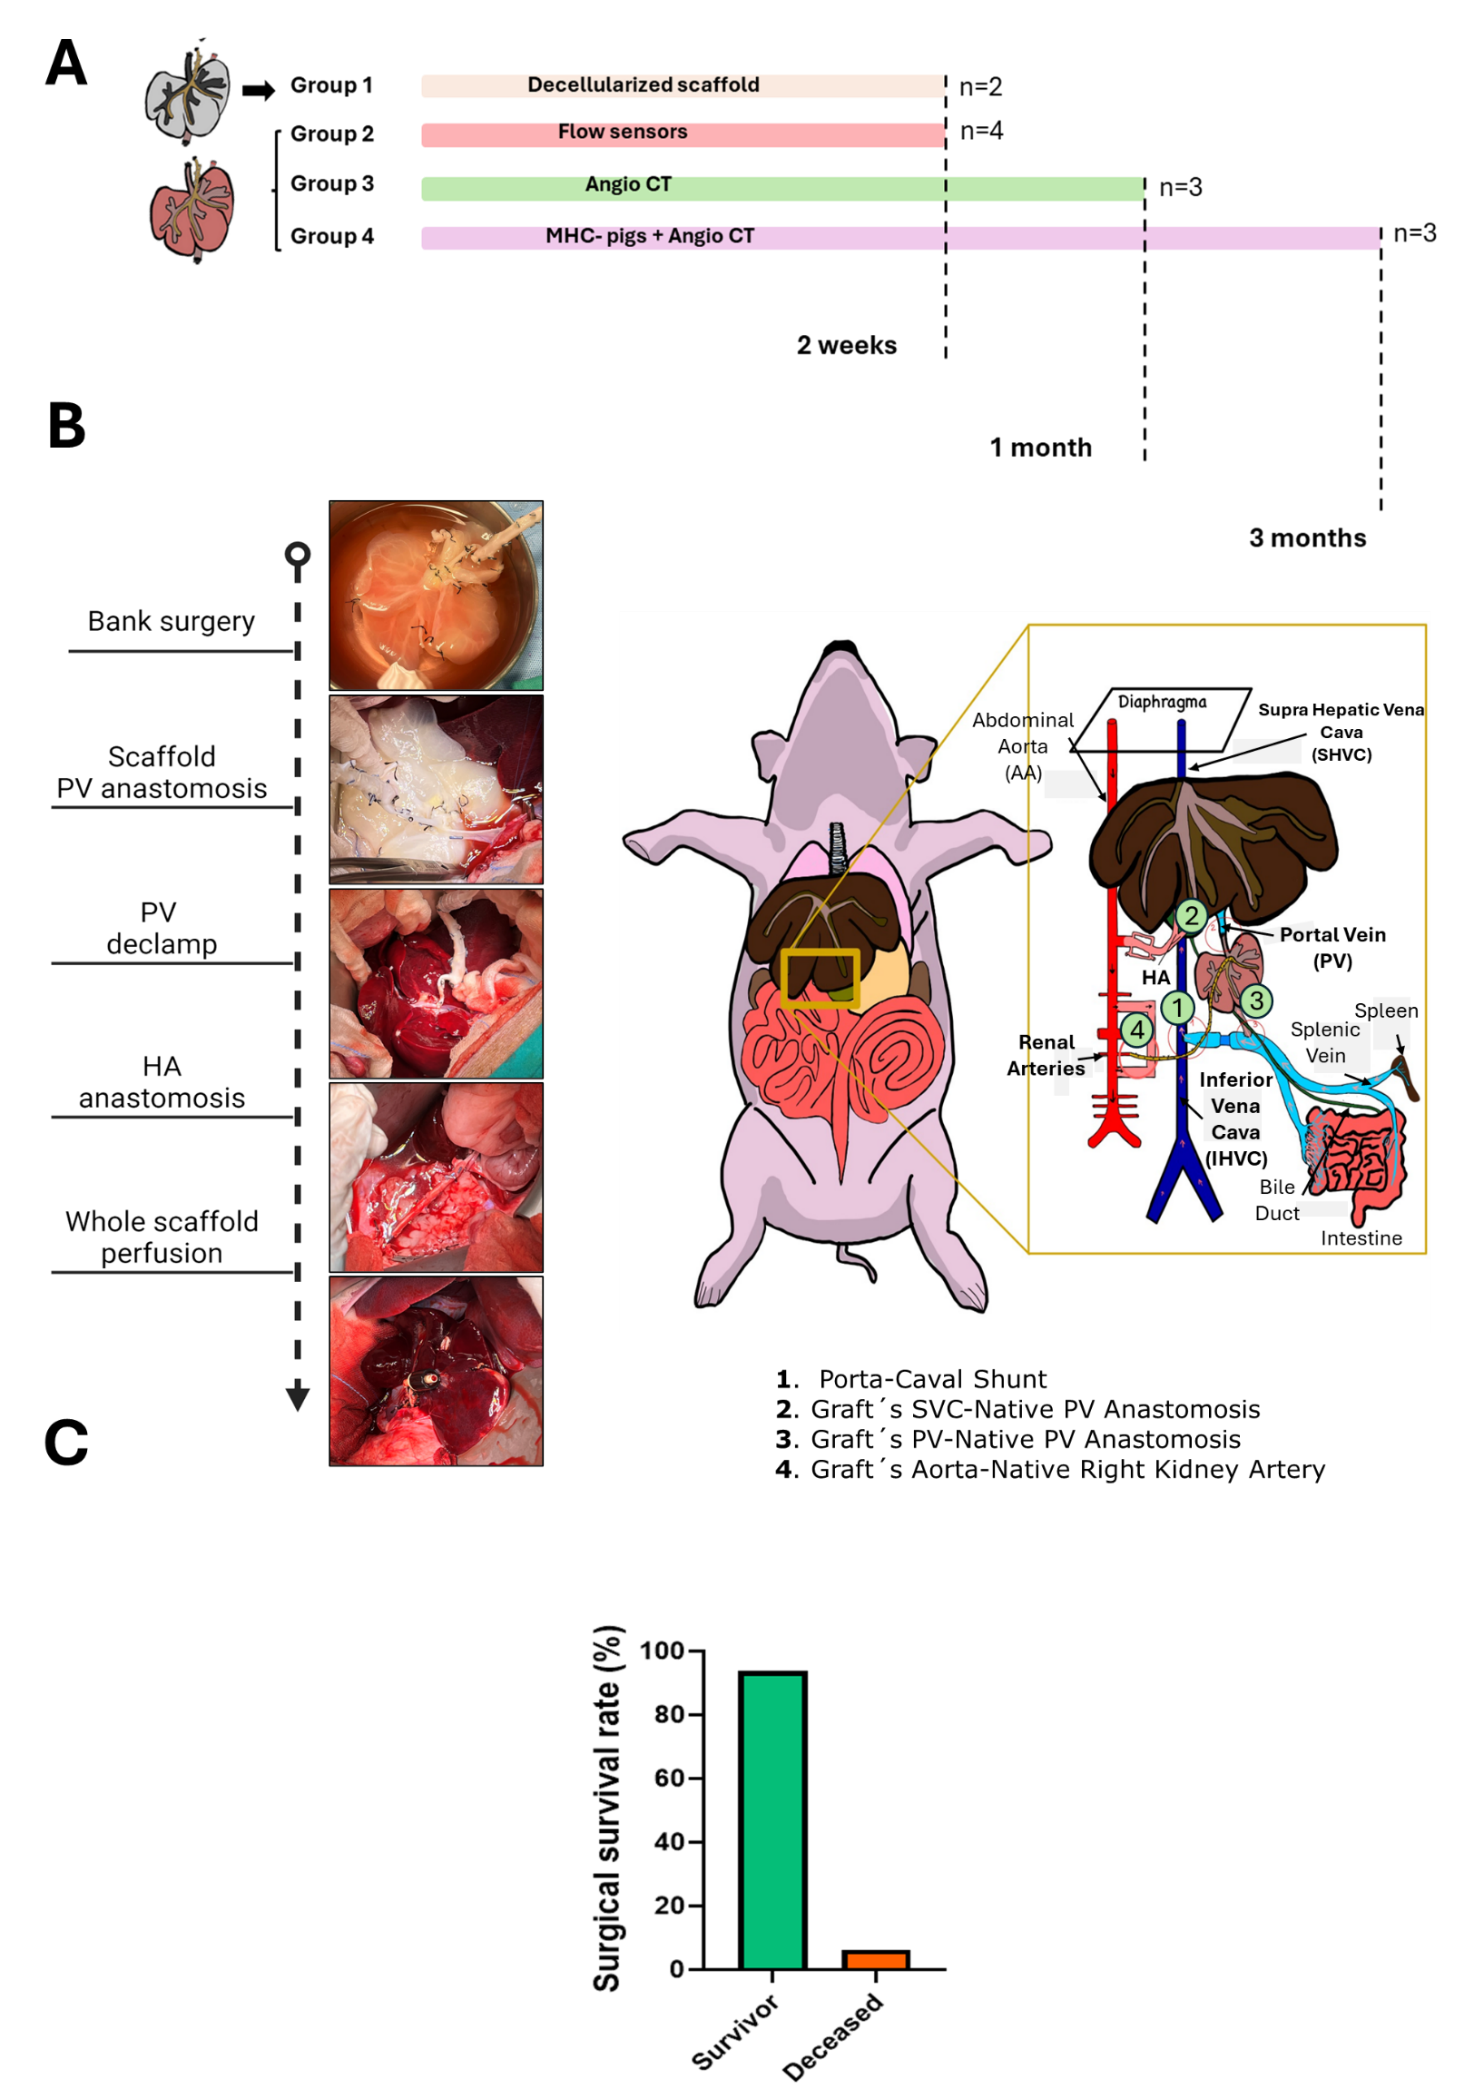 A
Group 1
Decellularized scaffold
n=2
Group 2
Flow sensors
n=4
Group 3
Angio CT
n=3
Group 4
MHC- pigs + Angio CT
n=3
2 weeks
1 month
3 months
B
Bank surgery
Scaffold
PV anastomosis
PV
declamp
HA
anastomosis
Whole scaffold
perfusion
Diaphragma
Abdominal
Aorta
(AA)
Supra Hepatic Vena
Cava
(SHVC)
2
Portal Vein
(PV)
HA
1
3
4
Renal
Arteries
Splenic
Vein
Spleen
Inferior
Vena
Cava
(IHVC)
Bile
Duct
Intestine
1. Porta-Caval Shunt
2. Graft´s SVC-Native PV Anastomosis
3. Graft´s PV-Native PV Anastomosis
4. Graft´s Aorta-Native Right Kidney Artery
C
Surgical survival rate (%)
100
80
60
40
20
0
Survivor
Deceased